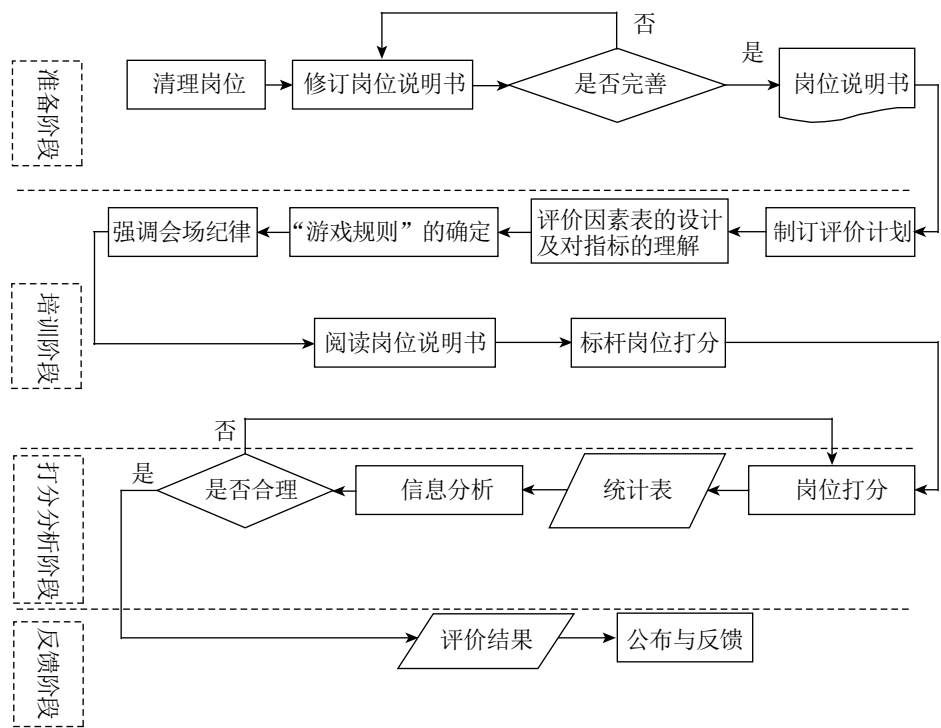 否
准备阶段
清理岗位
修订岗位说明书
是否完善
是
岗位说明书
强调会场纪律
“游戏规则”的确定
评价因素表的设计
及对指标的理解
制订评价计划
培训阶段
阅读岗位说明书
标杆岗位打分
否
打分分析阶段
是
是否合理
信息分析
统计表
岗位打分
反馈阶段
评价结果
公布与反馈